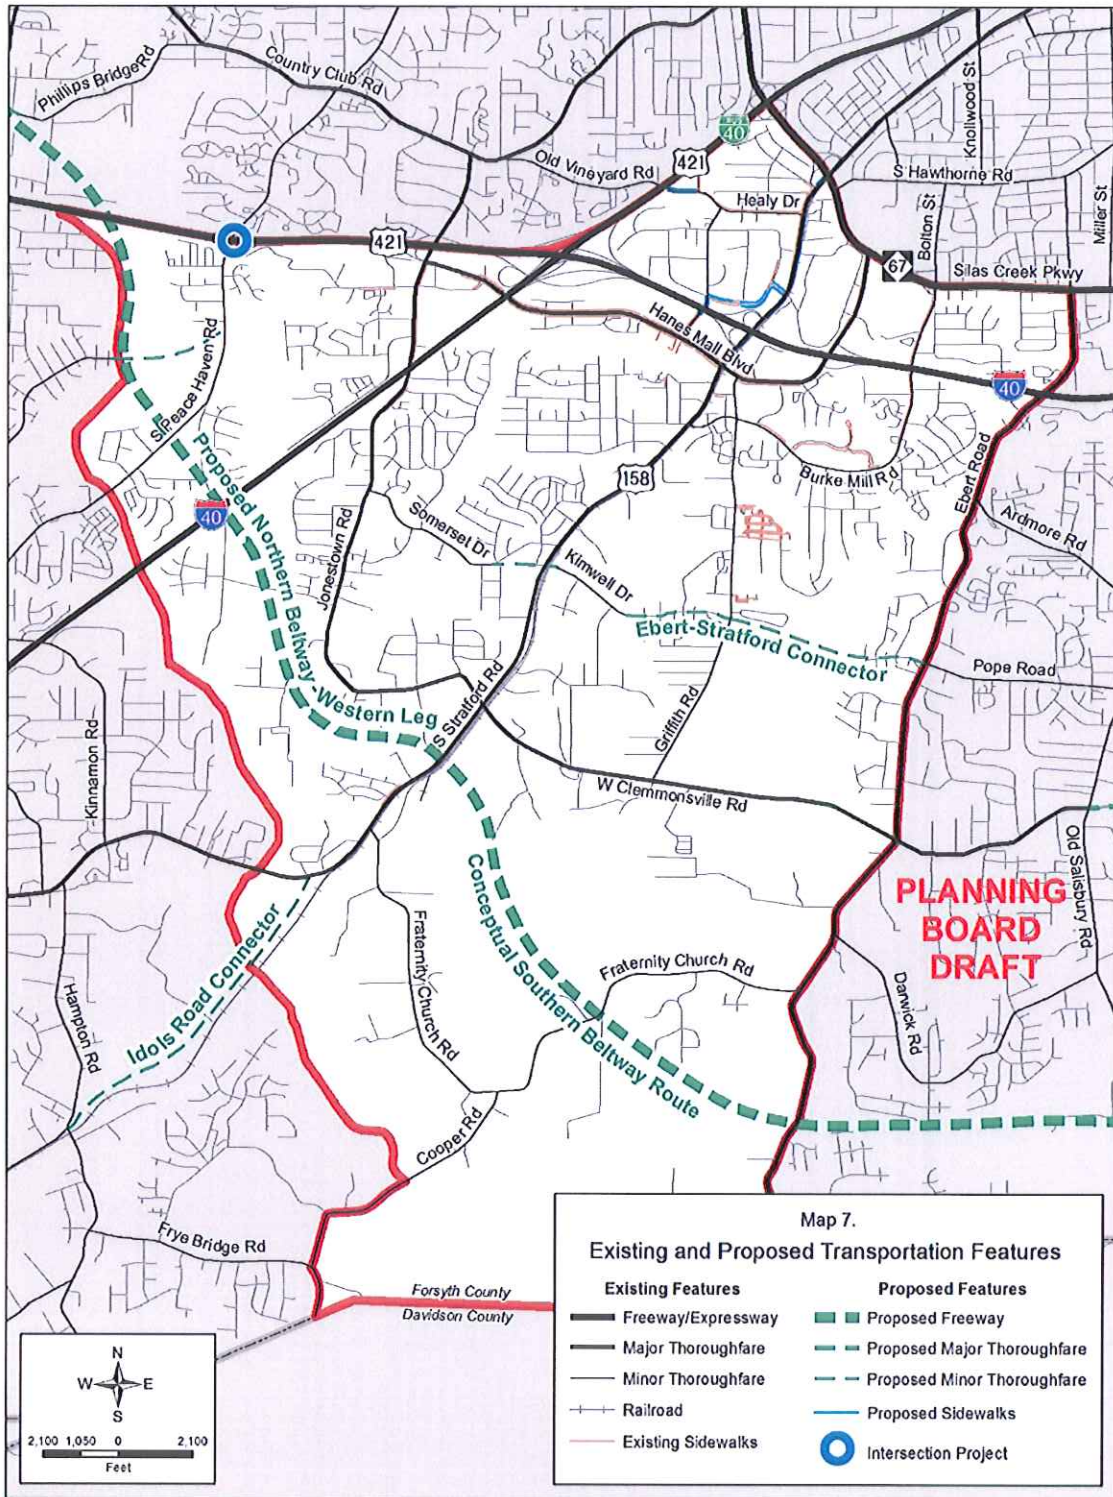 Phillips Bridge Rd
Country Club Rd
Old Vineyard Rd
421
40
Knollwood St
S Hawthorne Rd
Healy Dr
Bolton St
Miller St
421
67
Silas Creek Pkwy
Hanes Mall Blvd
40
S Peace Haven Rd
Proposed Northern Beltway-Western Leg
40
158
Burke Mill Rd
Ebert Road
Ardmore Rd
Somerset Dr
Jonestown Rd
Kimwell Dr
Ebert-Stratford Connector
Pope Road
S Stratford Rd
Griffith Rd
Kinnamon Rd
W Clemmonsville Rd
Old Salisbury Rd
PLANNING
BOARD
DRAFT
Idols Road Connector
Fraternity Church Rd
Conceptual Southern Beltway Route
Fraternity Church Rd
Darwick Rd
Hampton Rd
Cooper Rd
Frye Bridge Rd
Forsyth County
Davidson County
Map 7.
Existing and Proposed Transportation Features
Existing Features
Freeway/Expressway
Major Thoroughfare
Minor Thoroughfare
Railroad
Existing Sidewalks
Proposed Features
Proposed Freeway
Proposed Major Thoroughfare
Proposed Minor Thoroughfare
Proposed Sidewalks
Intersection Project
N
W E
S
2,100 1,050 0 2,100
Feet